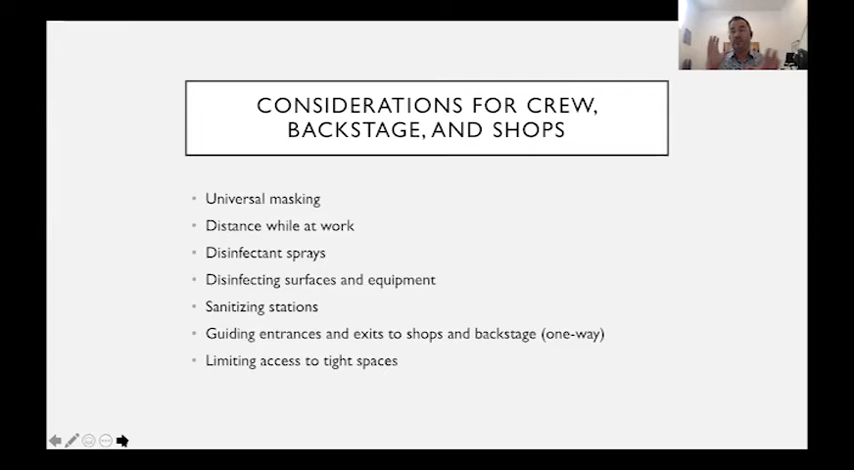 CONSIDERATIONS FOR CREW,
BACKSTAGE, AND SHOPS
Universal masking
Distance while at work
Disinfectant sprays
Disinfecting surfaces and equipment
Sanitizing stations
Guiding entrances and exits to shops and backstage (one-way)
Limiting access to tight spaces